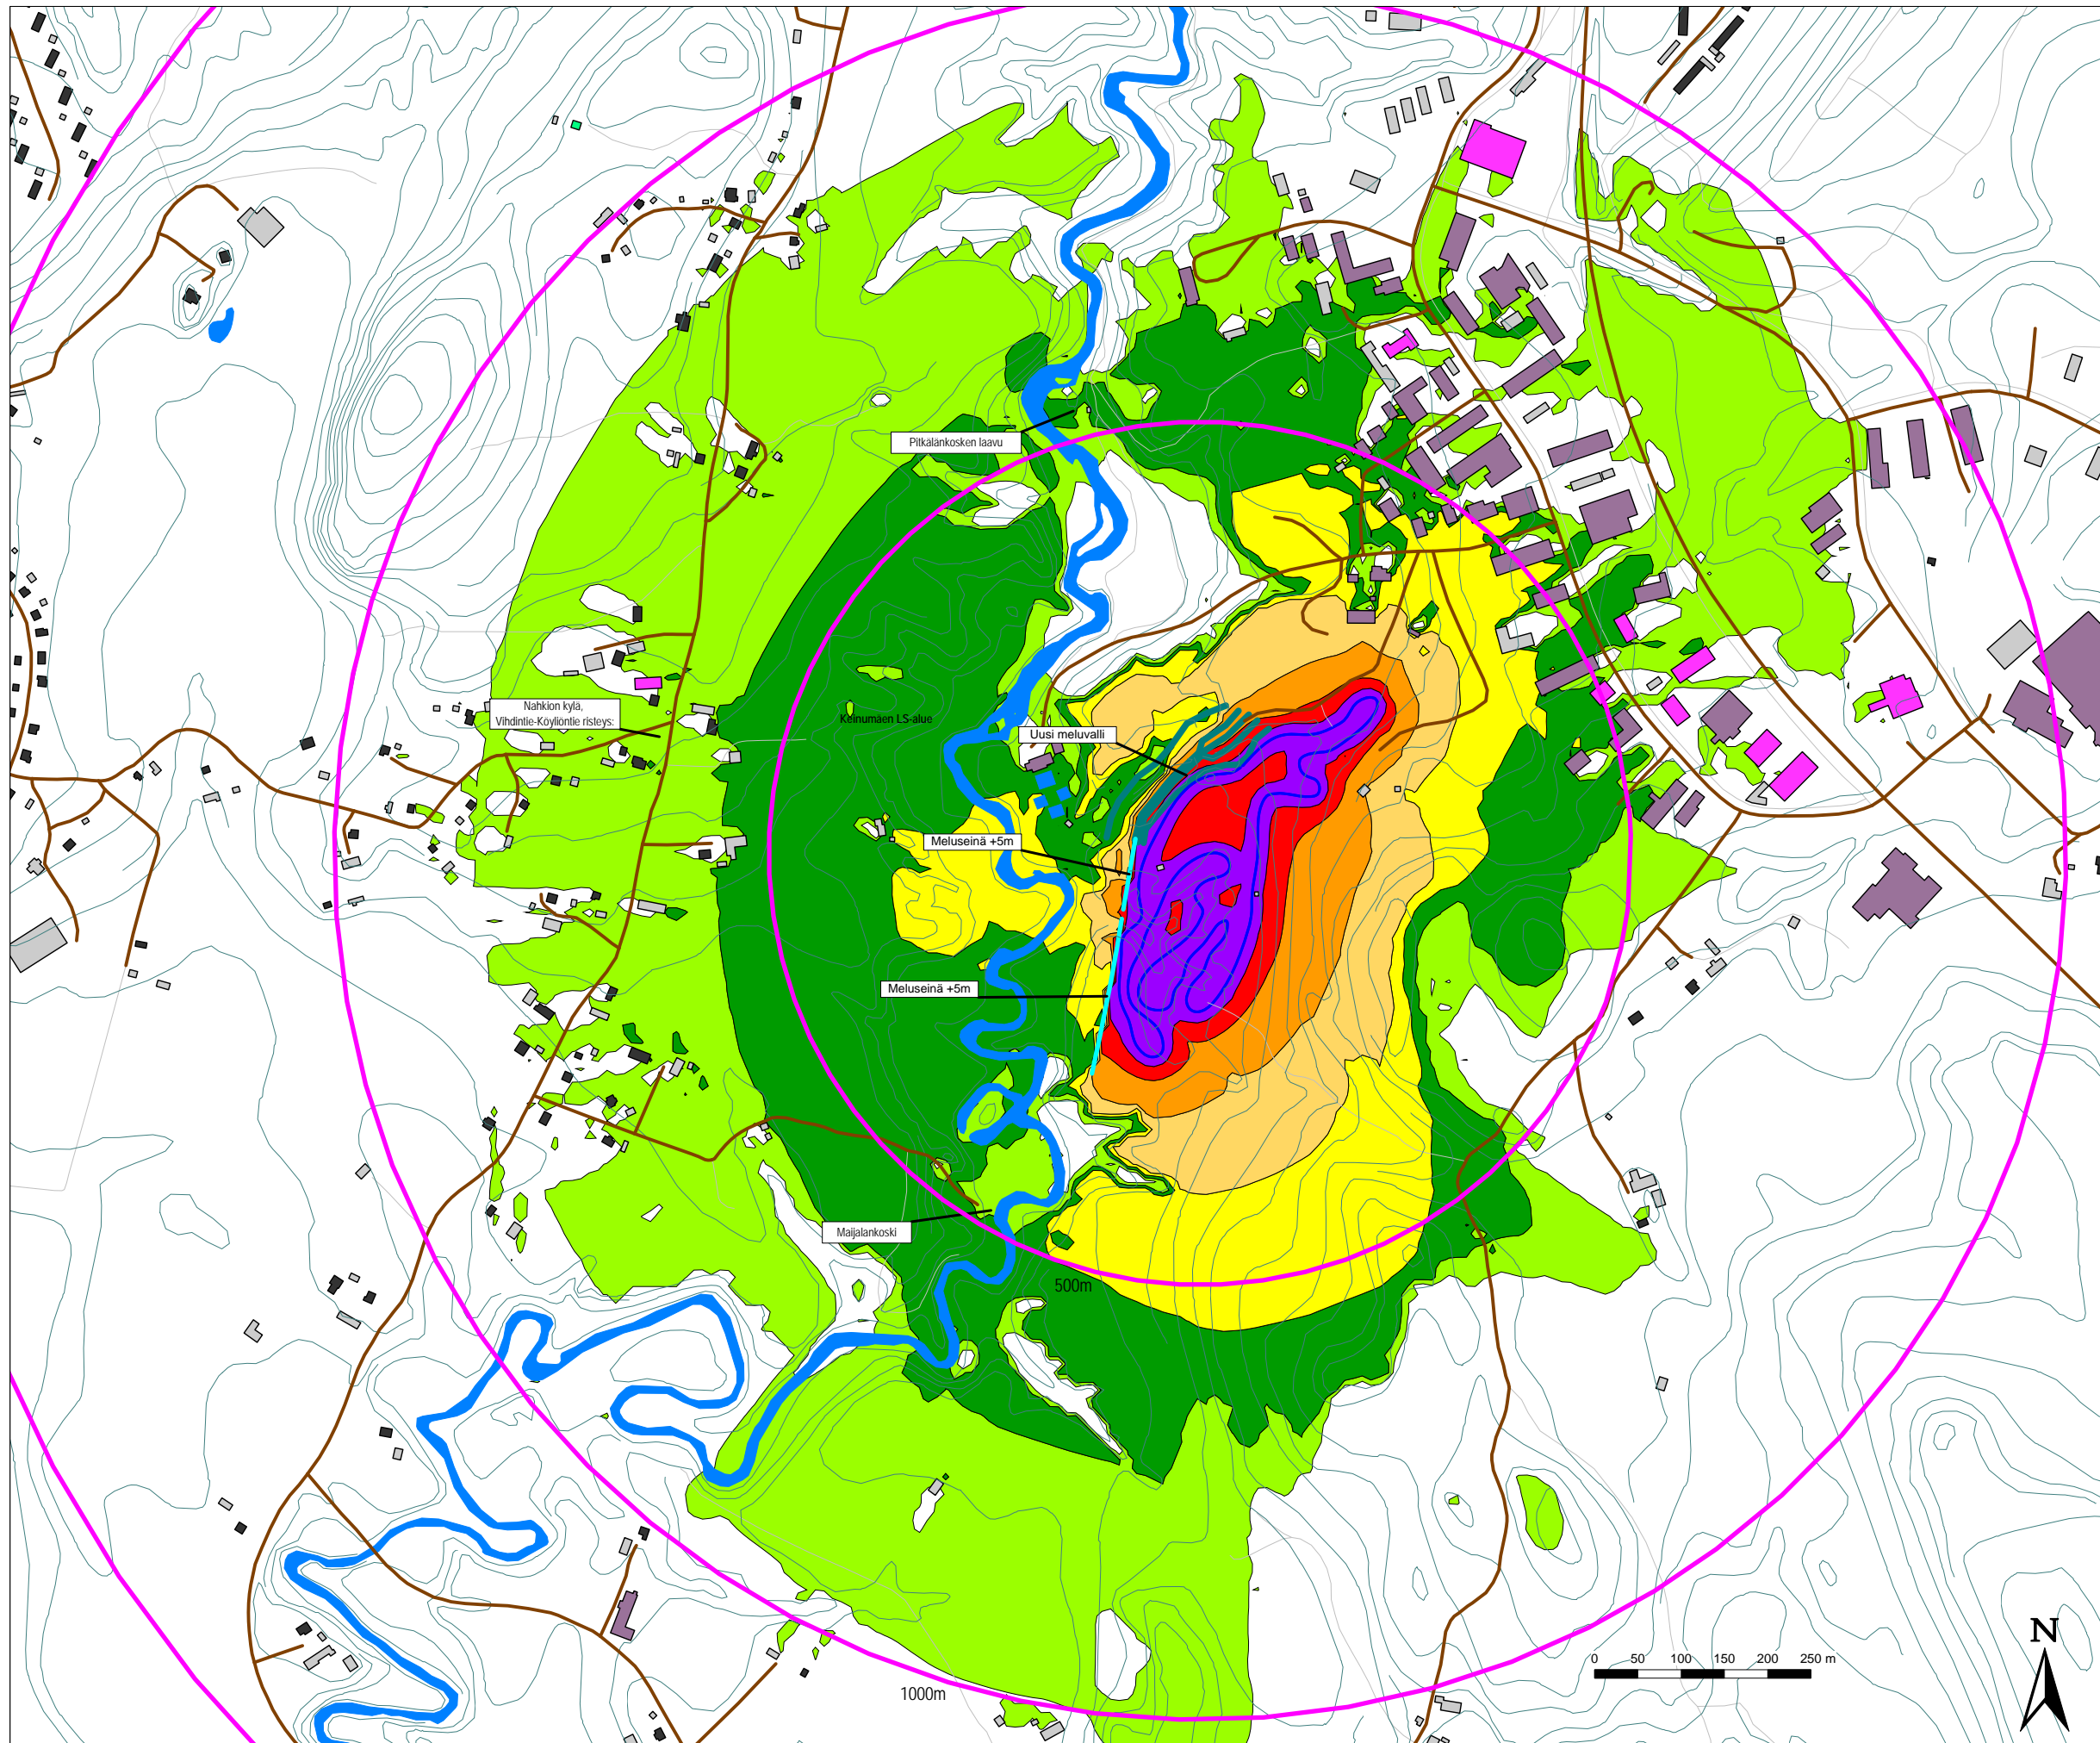 Pitkälänkosken laavu
Nahkion kylä,
Vihdintie-Köyliöntie risteys:
Keinumäen LS-alue
Uusi meluvalli
Meluseinä +5m
Meluseinä +5m
Maijalankoski
500m
1000m
0 50 100 150 200 250 m
N